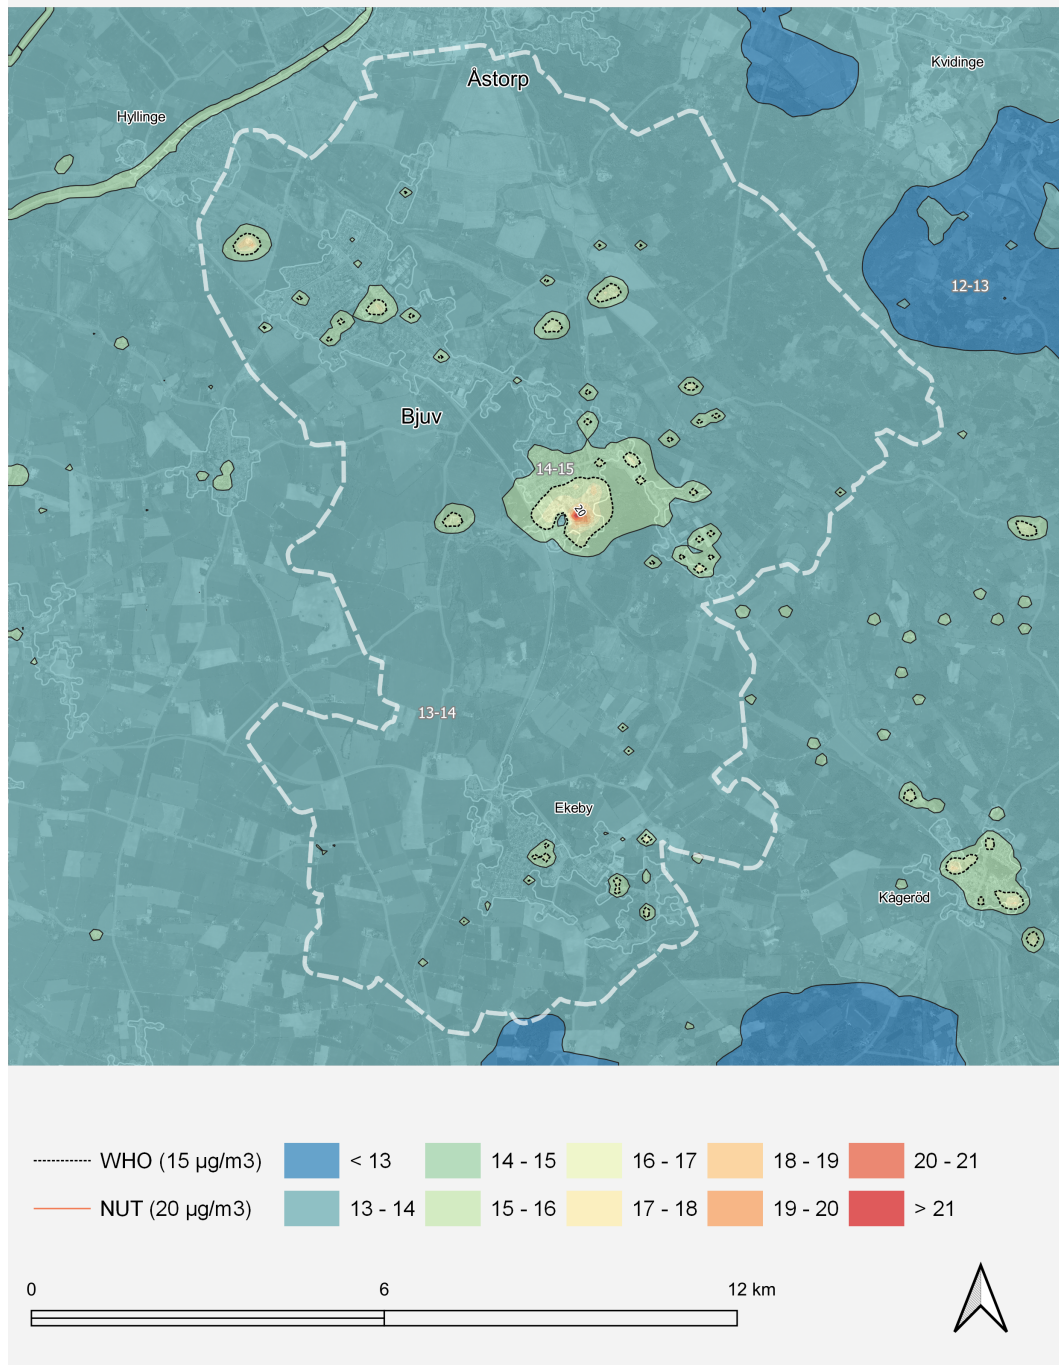 Kvidinge
Åstorp
Hyllinge
12-13
Bjuv
14-15
20
13-14
Ekeby
Kågeröd
WHO (15 µg/m3)
< 13
14 - 15
16 - 17
18 - 19
20 - 21
NUT (20 µg/m3)
13 - 14
15 - 16
17 - 18
19 - 20
> 21
0
6
12 km